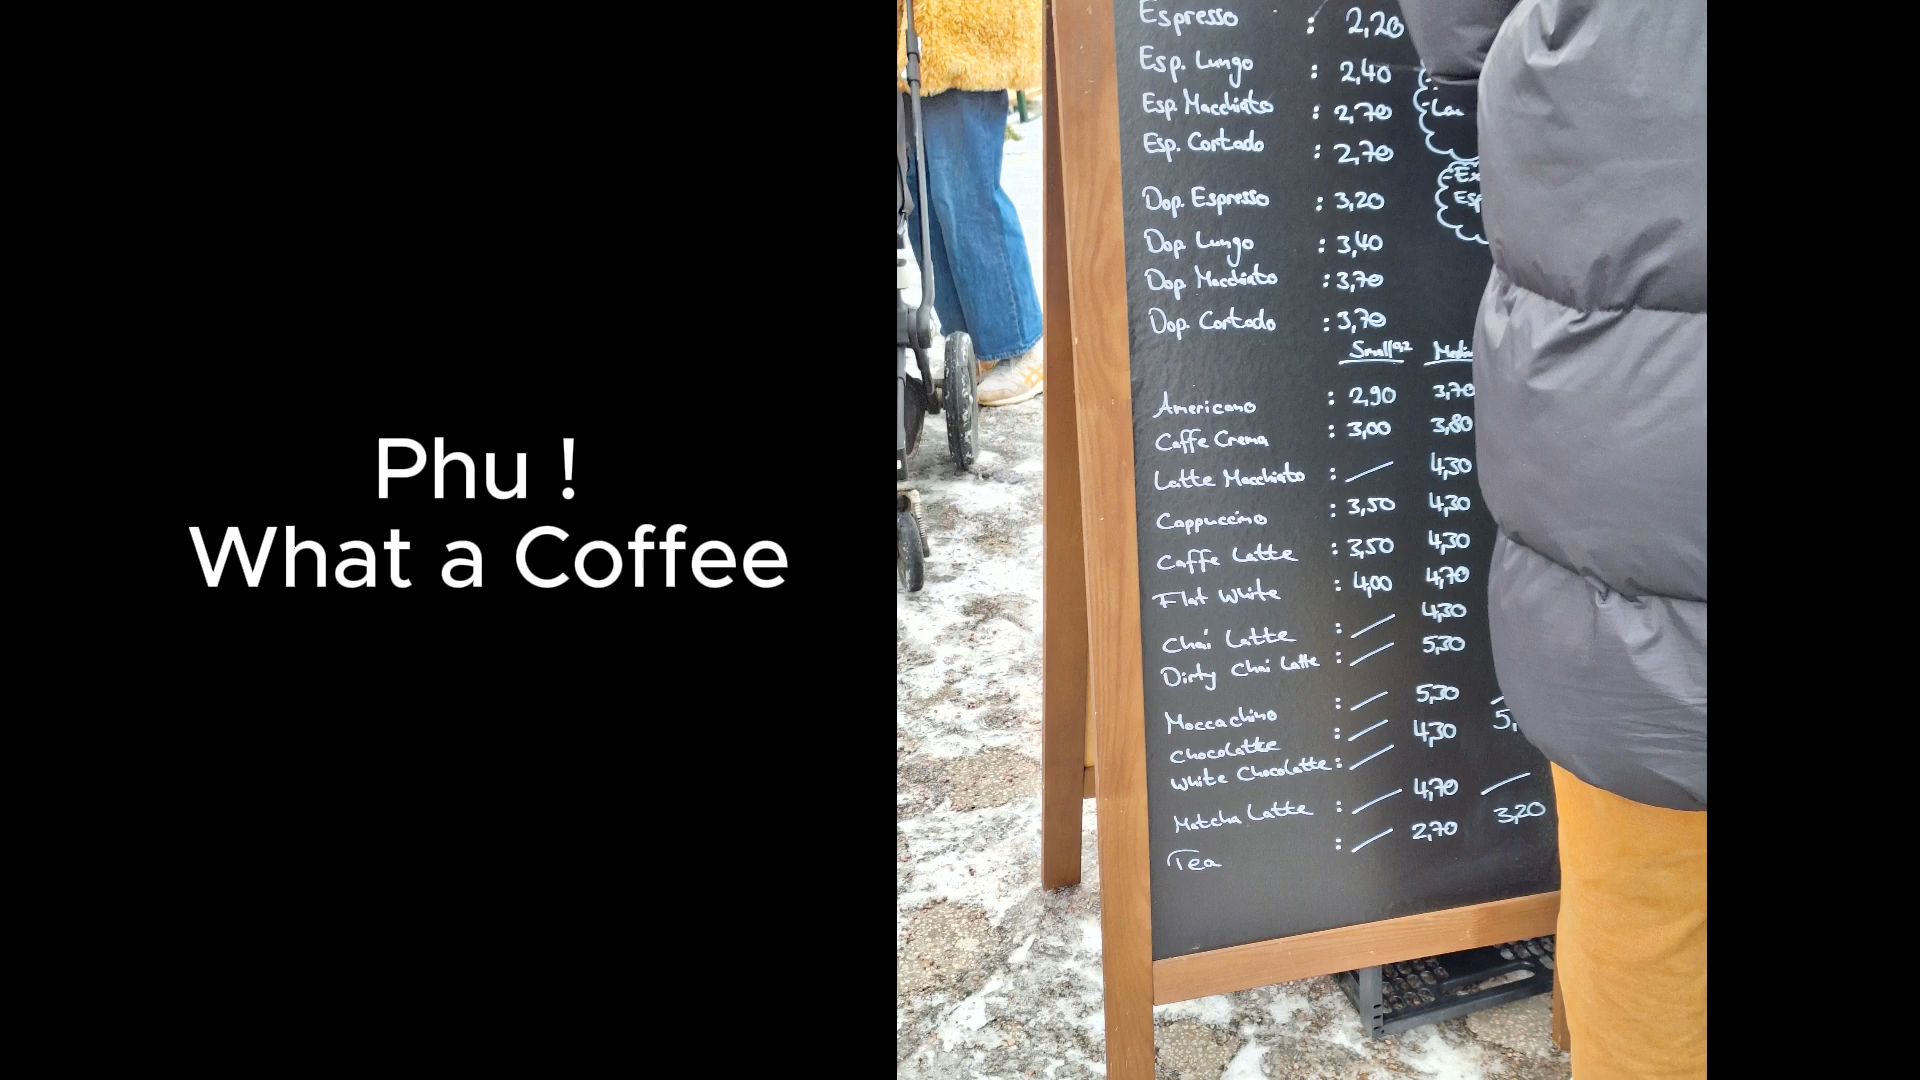 Phu !
What a Coffee
Espresso : 2,20
Esp. Lungo : 2,40
Esp. Macchiato : 2,70
Esp. Cortado : 2,70
Dop. Espresso : 3,20
Dop. Lungo : 3,40
Dop. Macchiato : 3,70
Dop. Cortado : 3,70
Small 0,2
Americano : 2,90 3,70
Caffe Crema : 3,00 3,80
Latte Macchiato : 4,30
Cappuccino : 3,50 4,30
Caffe Latte : 3,50 4,30
Flat White : 4,00 4,70
Chai Latte : 4,30
Dirty Chai Latte : 5,30
Moccachino : 5,30
Chocolatte : 4,30
White Chocolatte :
Matcha Latte : 4,70
Tea : 2,70 3,20